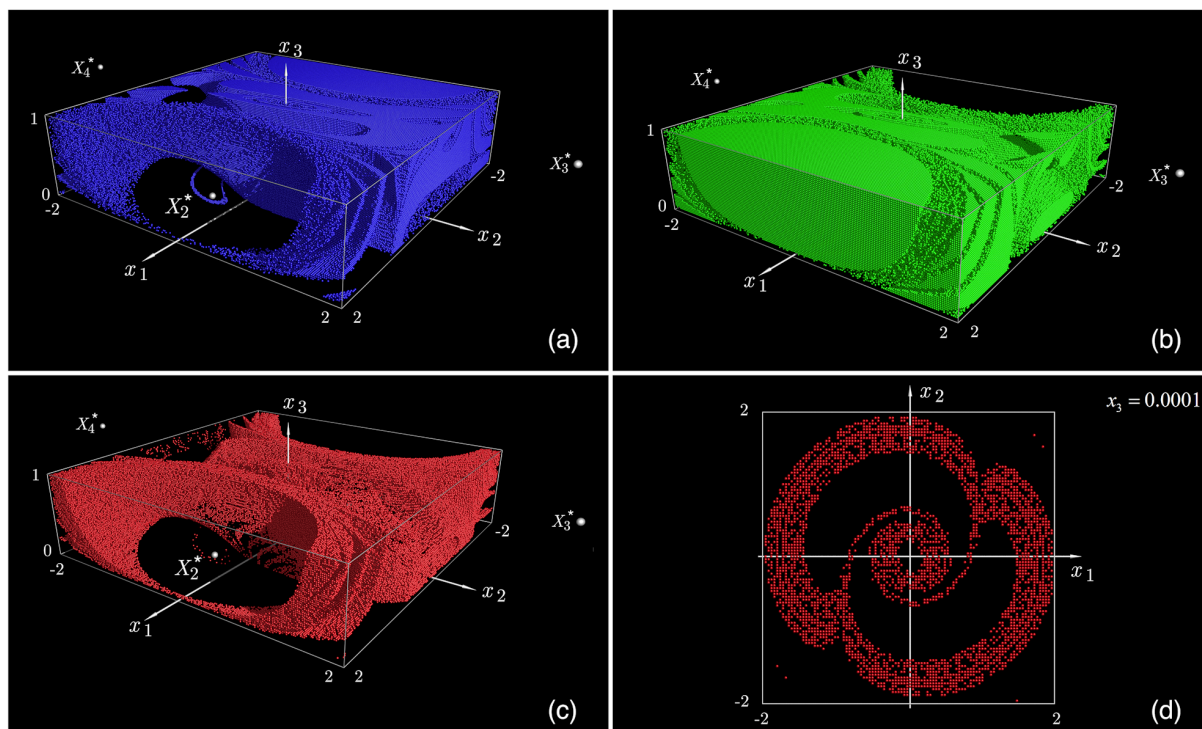 x₃
X₄*
1
X₃*
0
-2
X₂*
-2
x₂
x₁
2 2
(a)
x₃
X₄*
1
X₃*
0
-2
-2
x₂
x₁
2 2
(b)
x₃
X₄*
1
X₃*
0
-2
X₂*
-2
x₂
x₁
2 2
(c)
x₂
x₃ = 0.0001
2
x₁
-2
-2 2
(d)